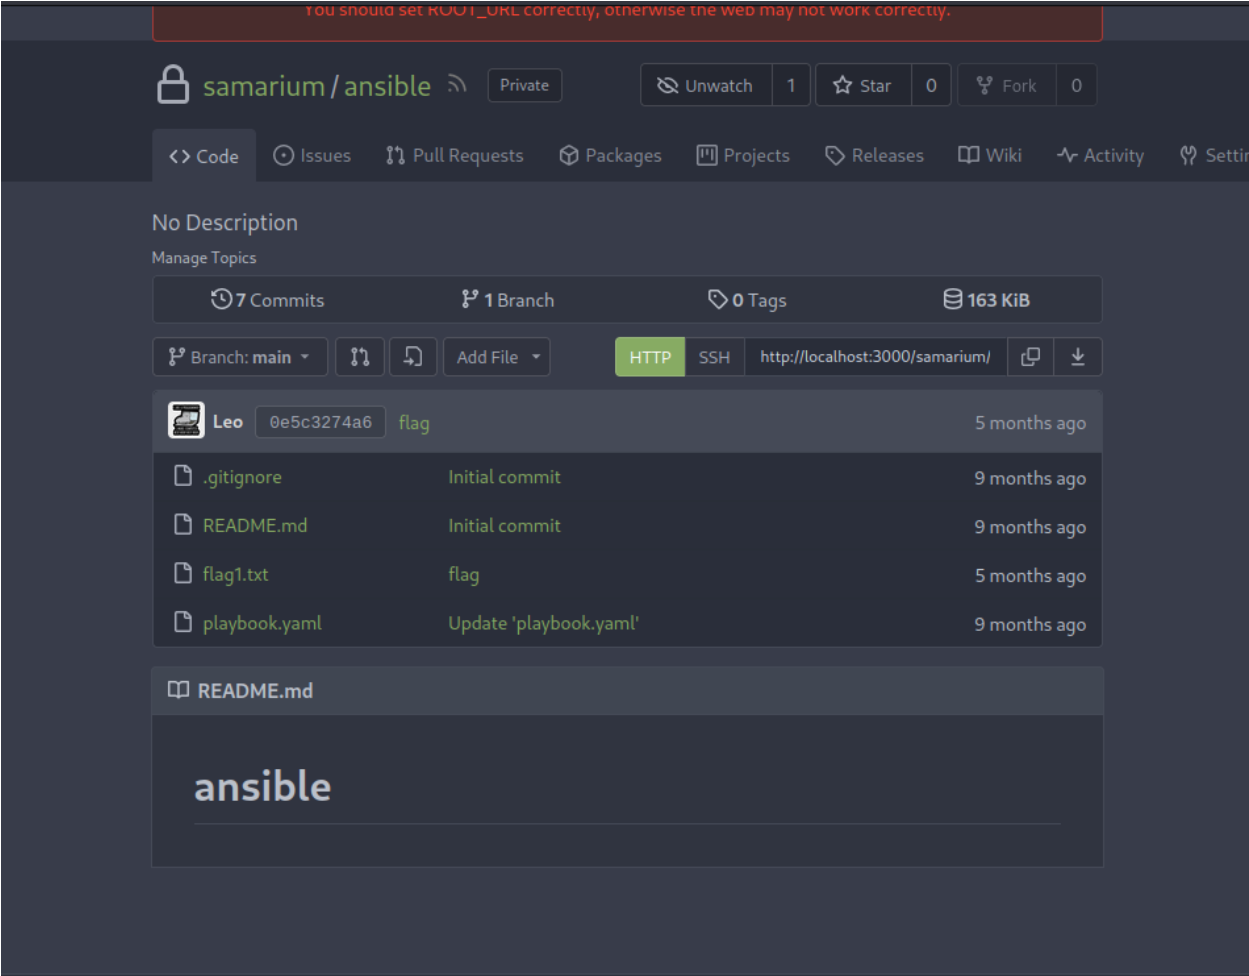 You should set ROOT_URL correctly, otherwise the web may not work correctly.
samarium / ansible Private Unwatch 1 Star 0 Fork 0
Code Issues Pull Requests Packages Projects Releases Wiki Activity
No Description
Manage Topics
7 Commits 1 Branch 0 Tags 163 KiB
Branch: main Add File HTTP SSH http://localhost:3000/samarium/
Leo 0e5c3274a6 flag 5 months ago
.gitignore Initial commit 9 months ago
README.md Initial commit 9 months ago
flag1.txt flag 5 months ago
playbook.yaml Update 'playbook.yaml' 9 months ago
README.md
ansible